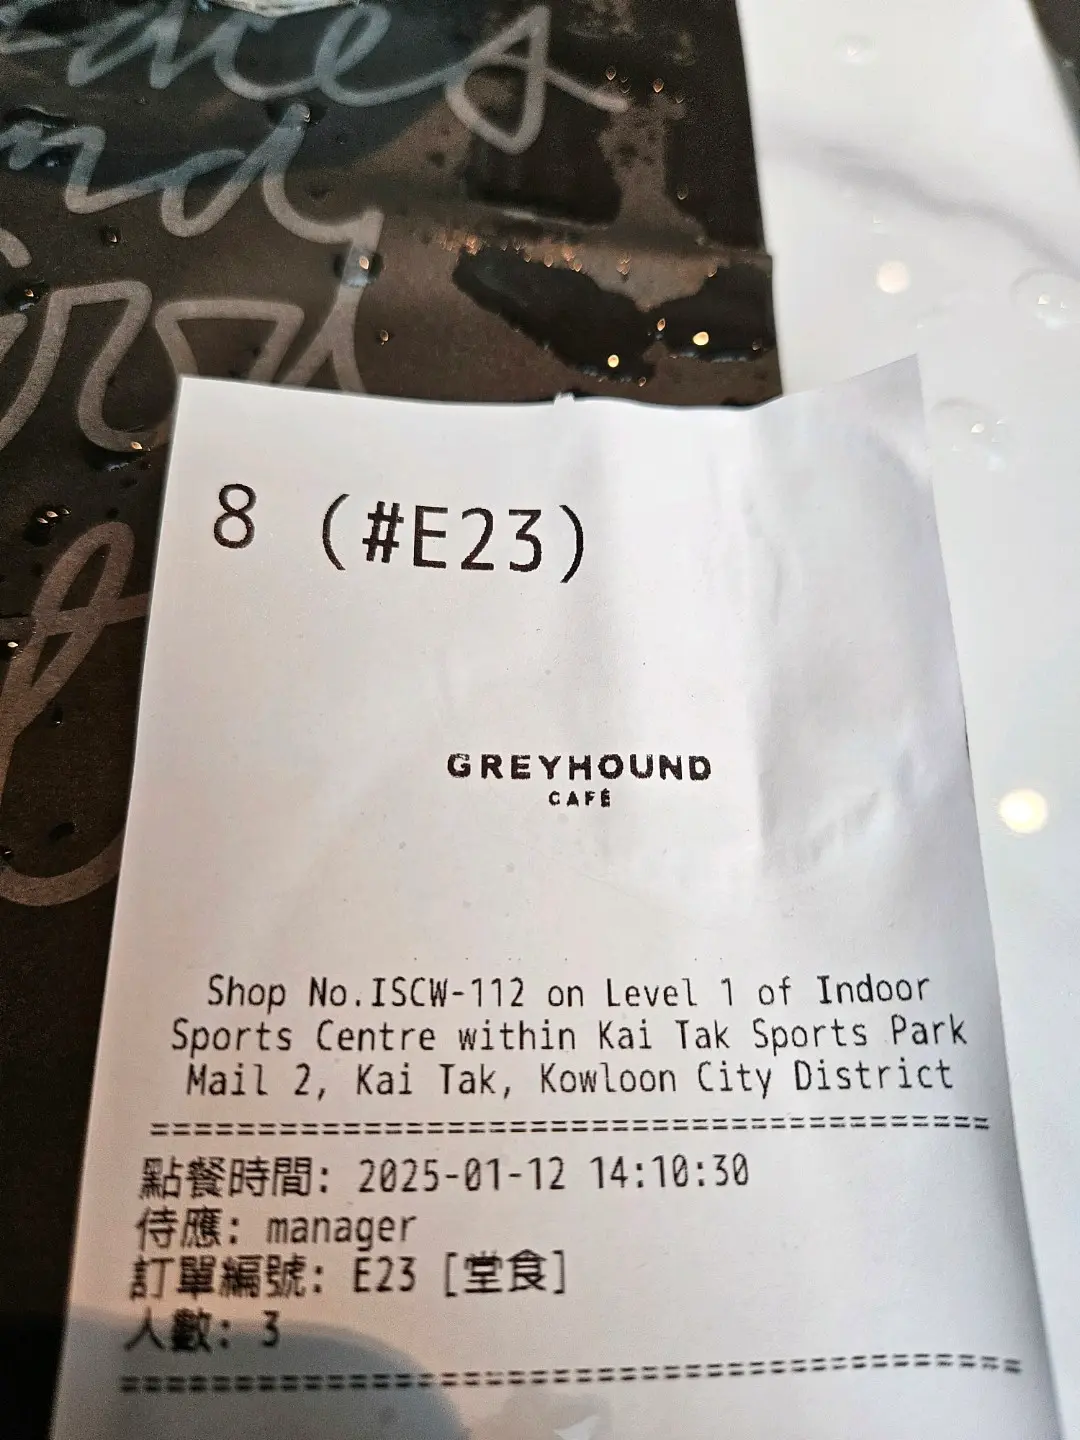 and
8 (#E23)
GREYHOUND
CAFÉ
Shop No.ISCW-112 on Level 1 of Indoor
Sports Centre within Kai Tak Sports Park
Mail 2, Kai Tak, Kowloon City District
========================================
點餐時間: 2025-01-12 14:10:30
侍應: manager
訂單編號: E23 [堂食]
人數: 3
========================================